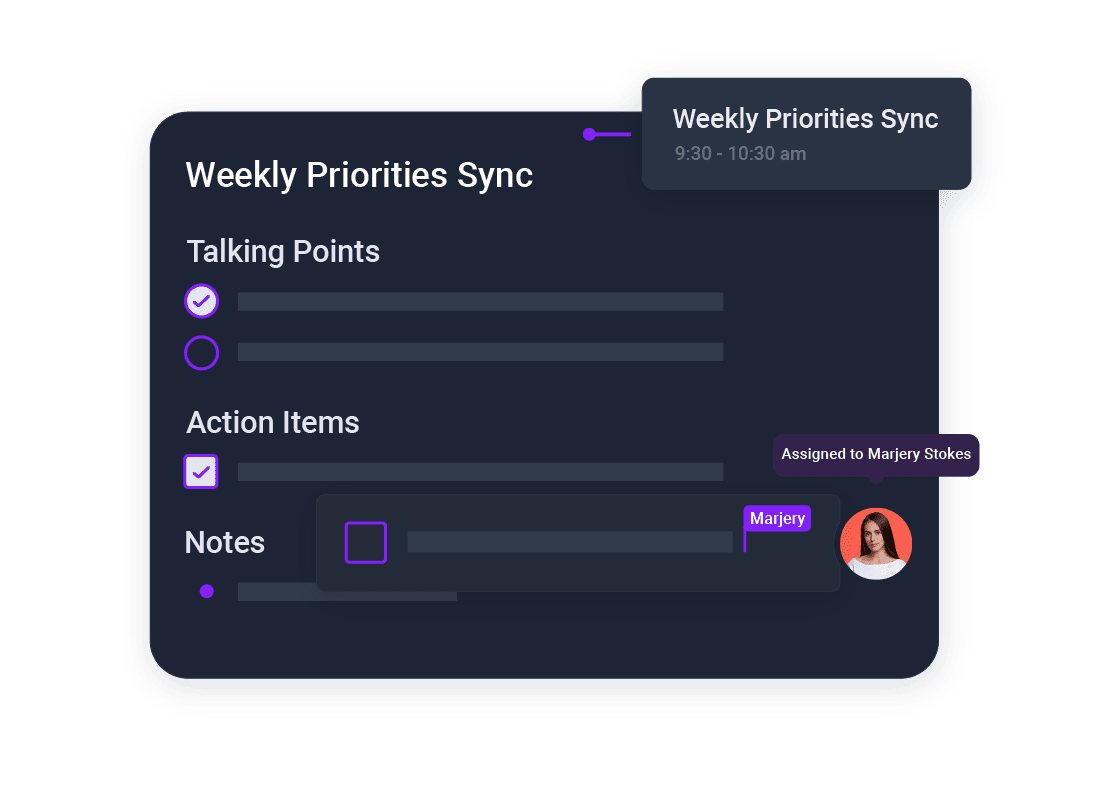 Weekly Priorities Sync
9:30 - 10:30 am
Weekly Priorities Sync
Talking Points
Action Items
Assigned to Marjery Stokes
Marjery
Notes